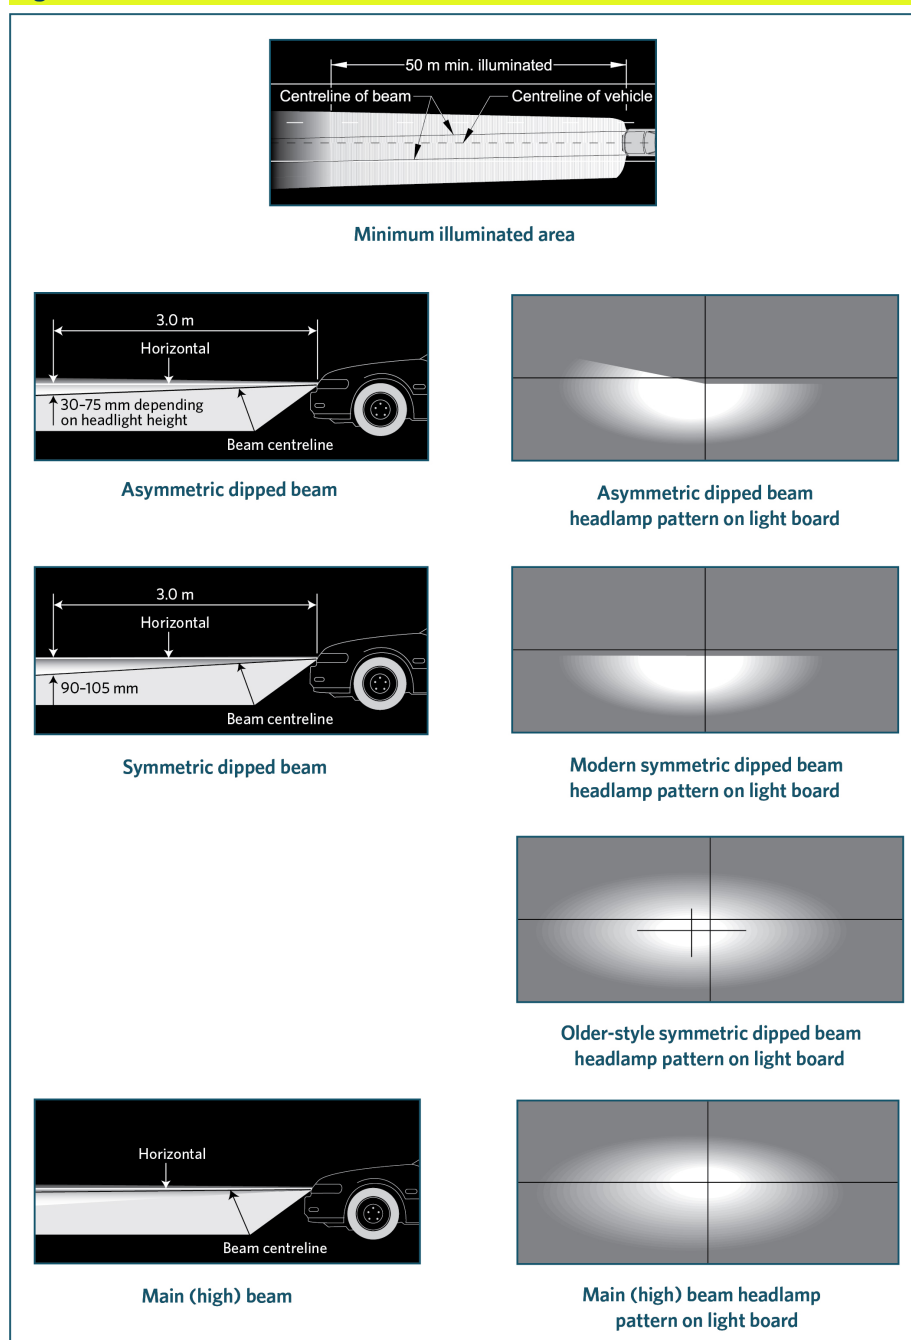 50 m min. illuminated
Centreline of beam
Centreline of vehicle
Minimum illuminated area
3.0 m
Horizontal
30–75 mm depending
on headlight height
Beam centreline
Asymmetric dipped beam
Asymmetric dipped beam
headlamp pattern on light board
3.0 m
Horizontal
90–105 mm
Beam centreline
Symmetric dipped beam
Modern symmetric dipped beam
headlamp pattern on light board
Older-style symmetric dipped beam
headlamp pattern on light board
Horizontal
Beam centreline
Main (high) beam
Main (high) beam headlamp
pattern on light board